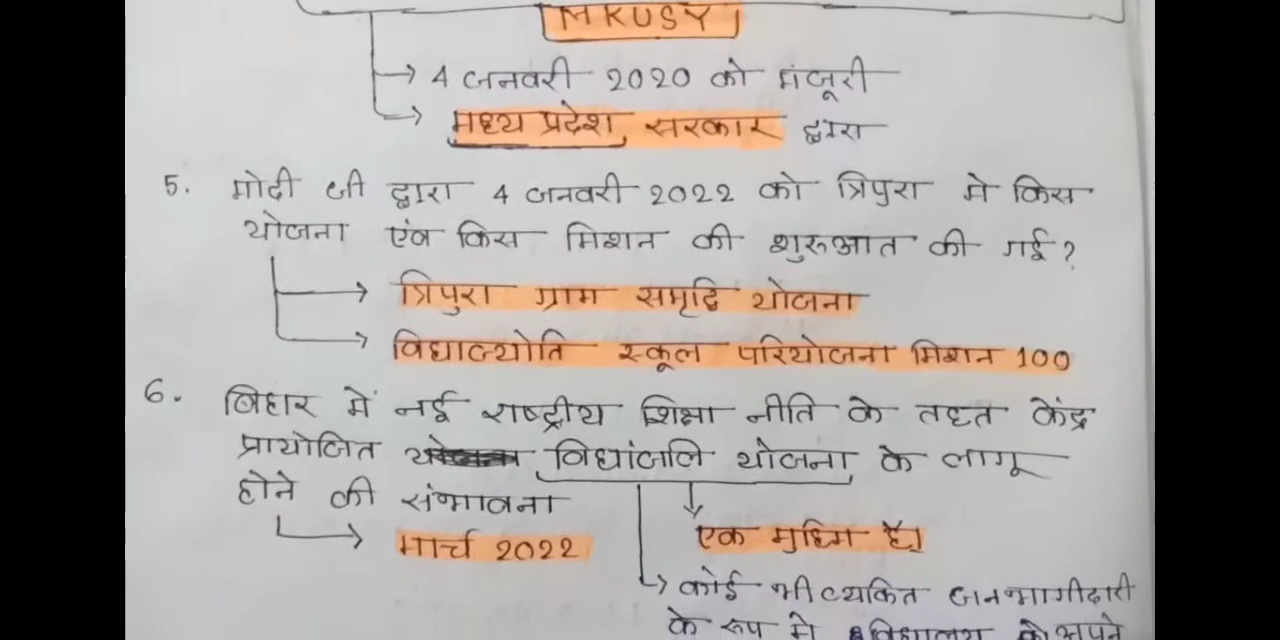 MKUSY
→ 4 जनवरी 2020 को मंजूरी
→ मध्य प्रदेश सरकार द्वारा
5. मोदी जी द्वारा 4 जनवरी 2022 को त्रिपुरा मे किस
योजना एंव किस मिशन की शुरुआत की गई?
→ त्रिपुरा ग्राम समृद्धि योजना
→ विद्याज्योति स्कूल परियोजना मिशन 100
6. बिहार में नई राष्ट्रीय शिक्षा नीति के तहत केंद्र
प्रायोजित विद्यांजलि योजना के लागू
होने की संभावना
→ मार्च 2022
एक मुहिम है।
→ कोई भी व्यकित जनभागीदारी
के रूप मे विद्यालय को अपने